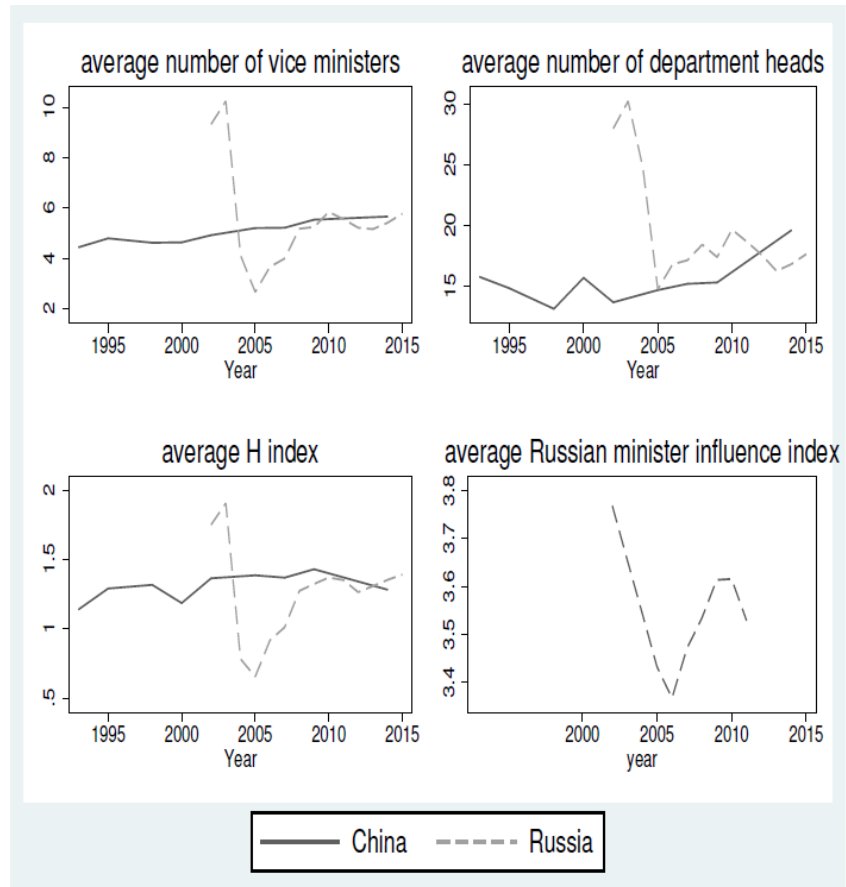 average number of vice ministers
10
8
6
4
2
1995 2000 2005 2010 2015
Year
average number of department heads
30
25
20
15
1995 2000 2005 2010 2015
Year
average H index
2
1.5
1
.5
1995 2000 2005 2010 2015
Year
average Russian minister influence index
3.8
3.7
3.6
3.5
3.4
2000 2005 2010 2015
year
China Russia